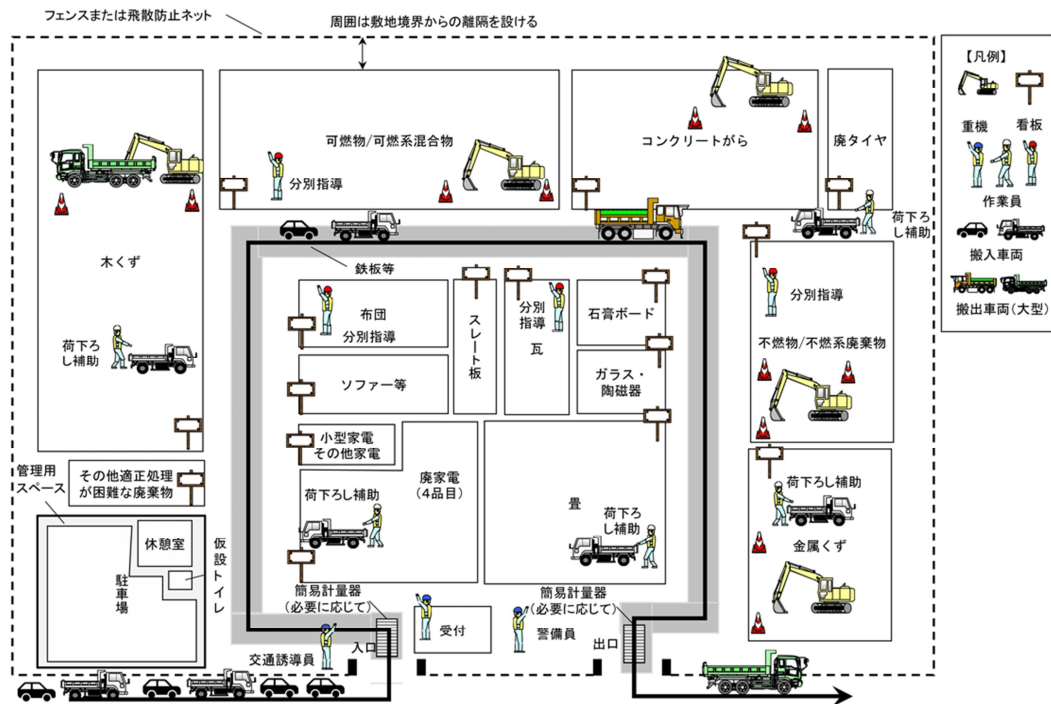 フェンスまたは飛散防止ネット
周囲は敷地境界からの離隔を設ける
【凡例】
重機
看板
作業員
搬入車両
搬出車両(大型)
可燃物/可燃系混合物
分別指導
コンクリートがら
廃タイヤ
荷下ろ
し補助
木くず
荷下ろ
し補助
鉄板等
布団
分別指導
スレート板
分別
指導
瓦
石膏ボード
分別指導
不燃物/不燃系廃棄物
ソファー等
ガラス・
陶磁器
小型家電
その他家電
廃家電
(4品目)
荷下ろし補助
畳
荷下ろ
し補助
荷下ろし補助
金属くず
管理用
スペース
その他適正処理
が困難な廃棄物
休憩室
仮設トイレ
駐車場
簡易計量器
(必要に応じて)
簡易計量器
(必要に応じて)
入口
受付
警備員
出口
交通誘導員